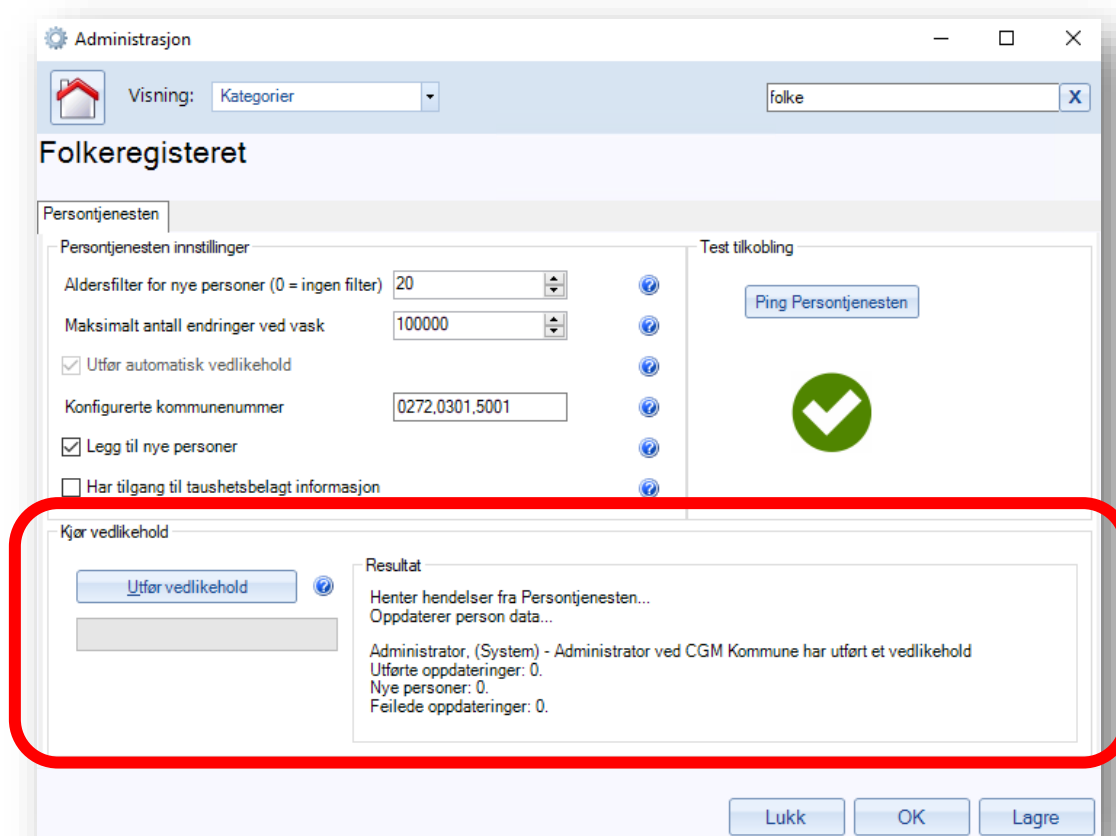 Administrasjon
Visning: Kategorier folke X
Folkeregisteret
Persontjenesten
Persontjenesten innstillinger
Aldersfilter for nye personer (0 = ingen filter) 20
Maksimalt antall endringer ved vask 100000
Utfør automatisk vedlikehold
Konfigurerte kommunenummer 0272,0301,5001
Legg til nye personer
Har tilgang til taushetsbelagt informasjon
Test tilkobling
Ping Persontjenesten
Kjør vedlikehold
Utfør vedlikehold
Resultat
Henter hendelser fra Persontjenesten...
Oppdaterer person data...
Administrator, (System) - Administrator ved CGM Kommune har utført et vedlikehold
Utførte oppdateringer: 0.
Nye personer: 0.
Feilede oppdateringer: 0.
Lukk OK Lagre